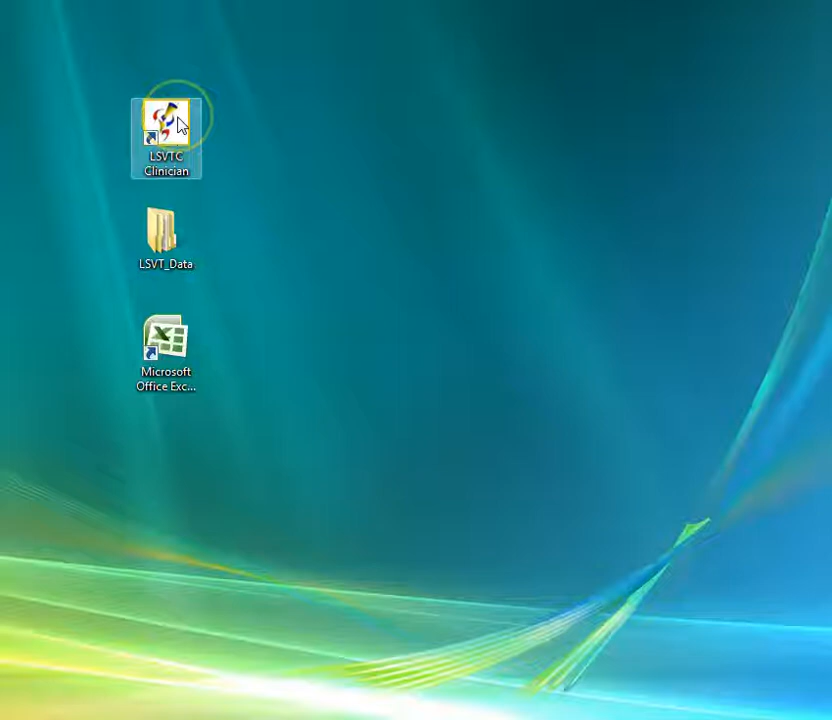 LSVTC
Clinician
LSVT_Data
Microsoft
Office Exc...